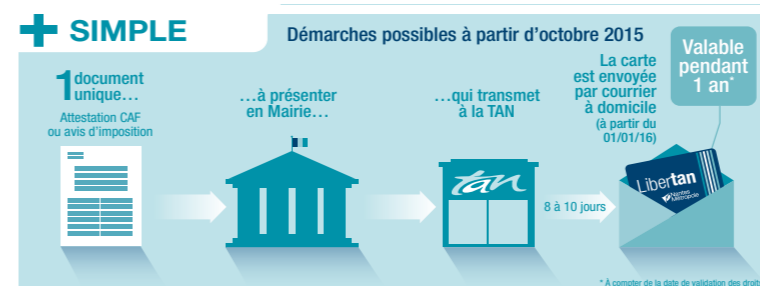 + SIMPLE
Démarches possibles à partir d'octobre 2015
1 document
unique…
Attestation CAF
ou avis d'imposition
…à présenter
en Mairie…
…qui transmet
à la TAN
tan
8 à 10 jours
La carte
est envoyée
par courrier
à domicile
(à partir du
01/01/16)
Valable
pendant
1 an*
Libertan
Nantes
Métropole
* À compter de la date de validation des droits